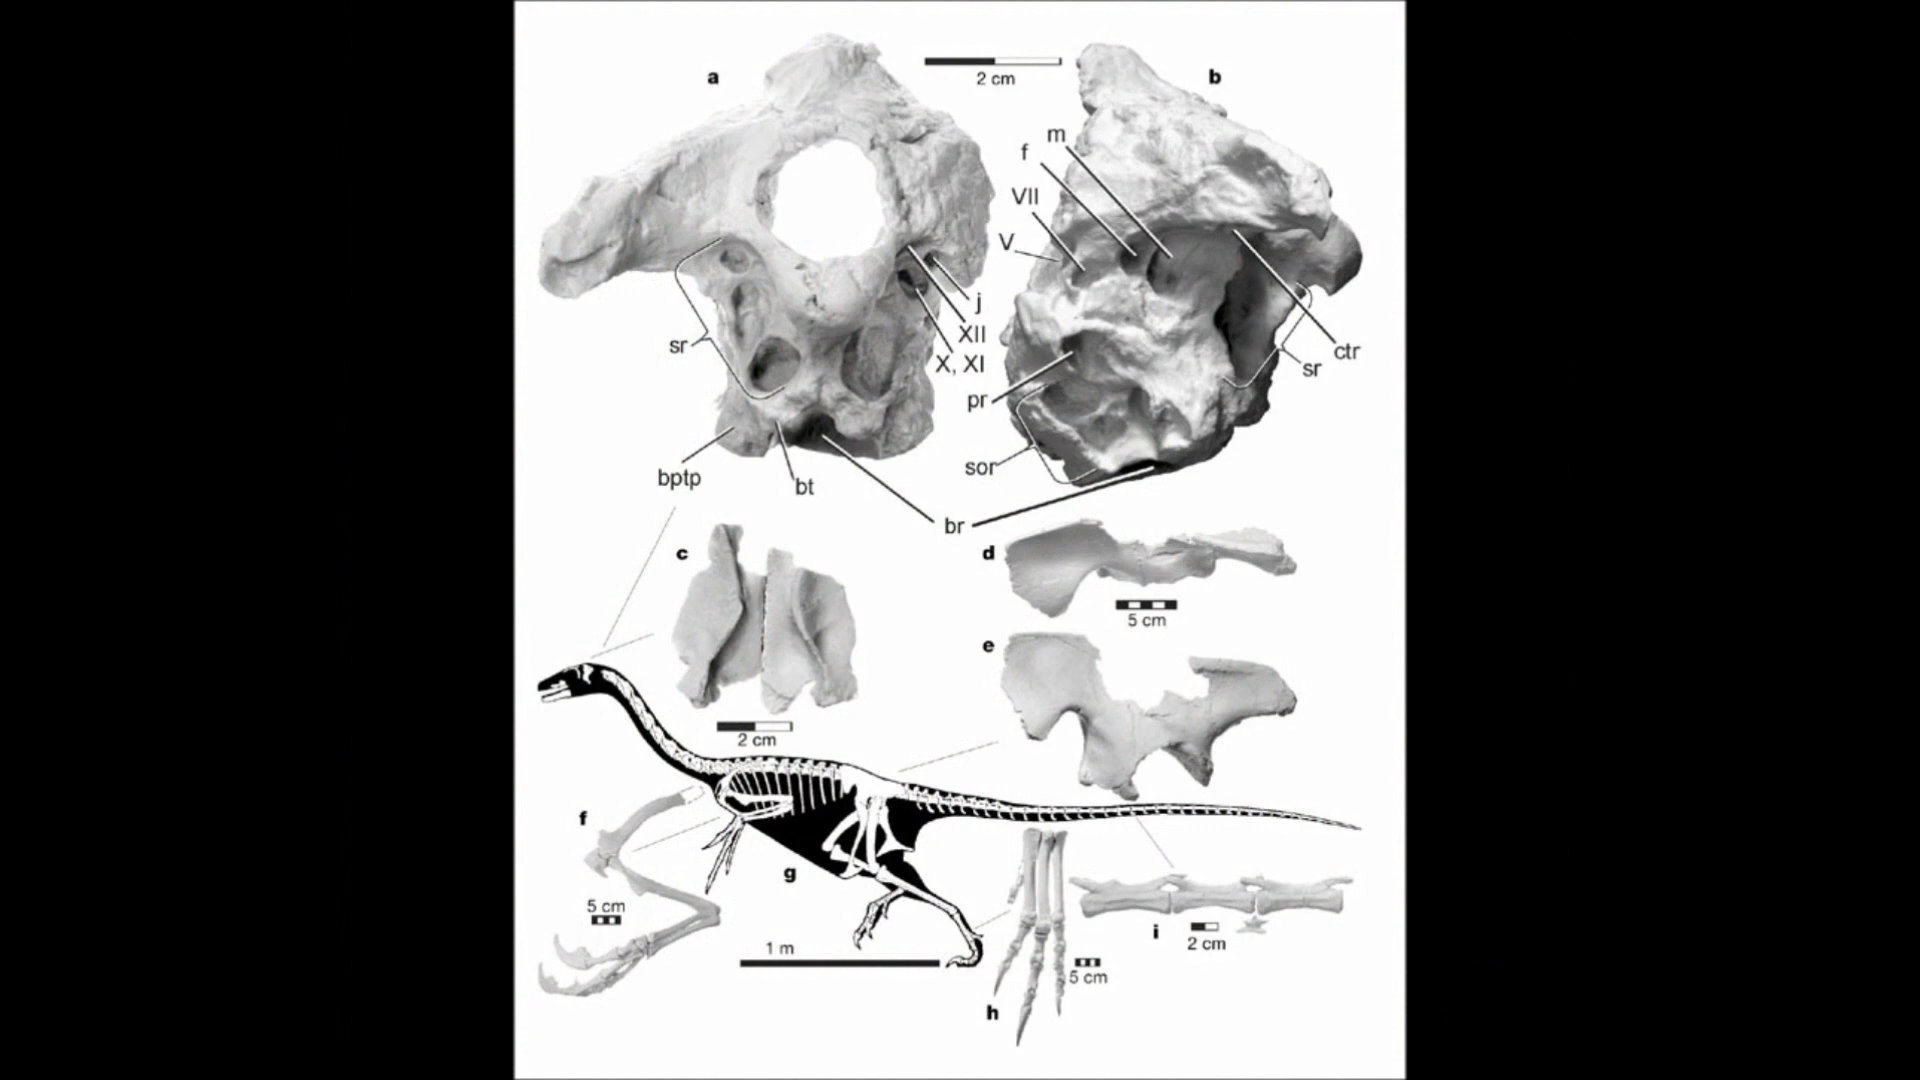 a
2 cm
b
m
f
VII
V
j
XII
X, XI
sr
ctr
sr
pr
sor
bptp
bt
br
c
d
5 cm
e
2 cm
f
g
5 cm
1 m
i
2 cm
5 cm
h